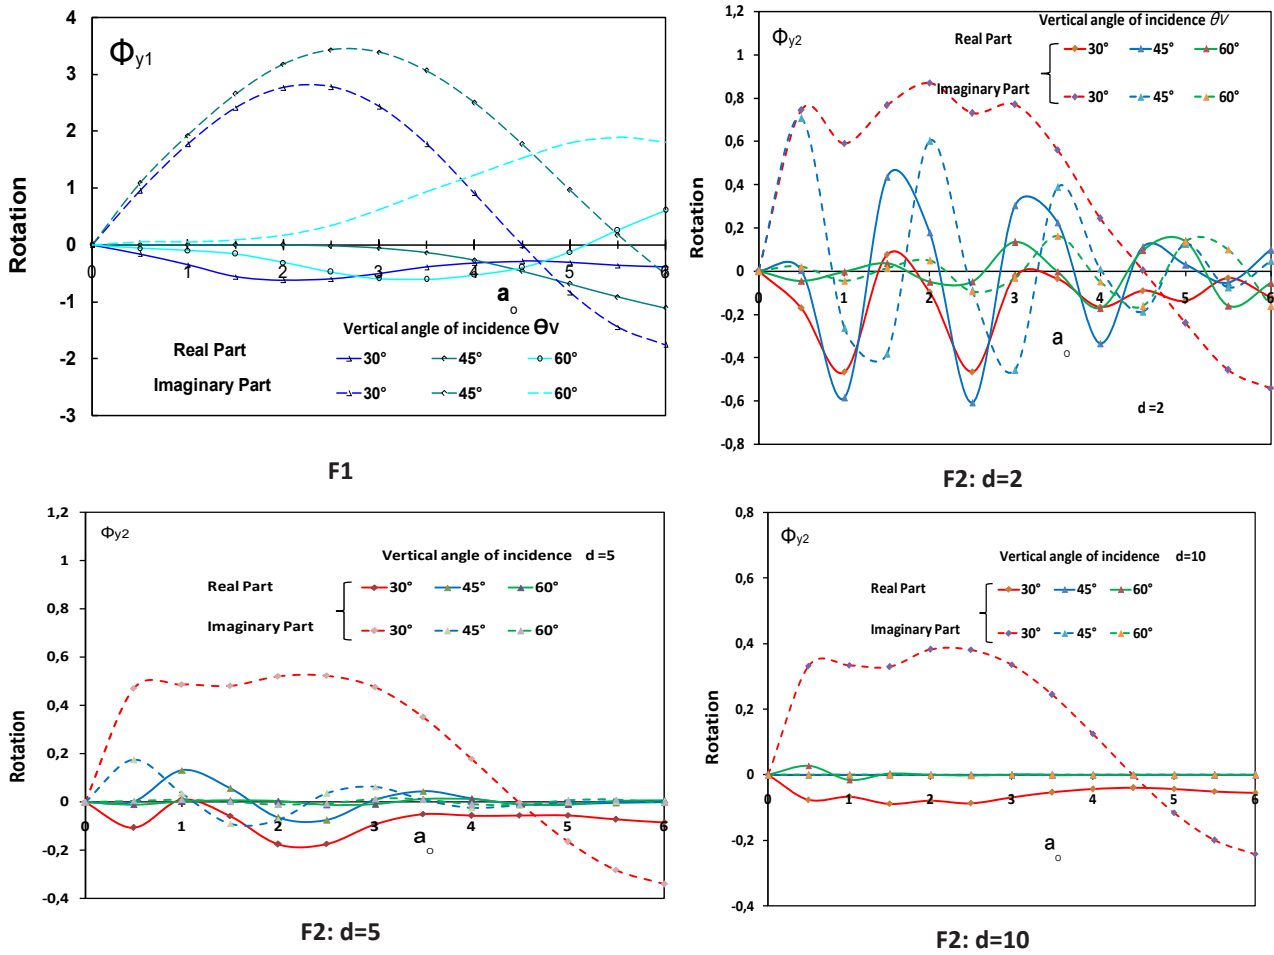 4
3
2
1
0
-1
-2
-3
Rotation
Φy1
0 1 2 3 4 5 6
ao
Vertical angle of incidence ΘV
Real Part 30° 45° 60°
Imaginary Part 30° 45° 60°
F1
1,2
1
0,8
0,6
0,4
0,2
0
-0,2
-0,4
-0,6
-0,8
Rotation
Φy2
Vertical angle of incidence θV
Real Part 30° 45° 60°
Imaginary Part 30° 45° 60°
0 1 2 3 4 5 6
ao
d=2
F2: d=2
1,2
1
0,8
0,6
0,4
0,2
0
-0,2
-0,4
Rotation
Φy2
Vertical angle of incidence d =5
Real Part 30° 45° 60°
Imaginary Part 30° 45° 60°
0 1 2 3 4 5 6
ao
F2: d=5
0,8
0,6
0,4
0,2
0
-0,2
-0,4
Rotation
Φy2
Vertical angle of incidence d=10
Real Part 30° 45° 60°
Imaginary Part 30° 45° 60°
0 1 2 3 4 5 6
ao
F2: d=10